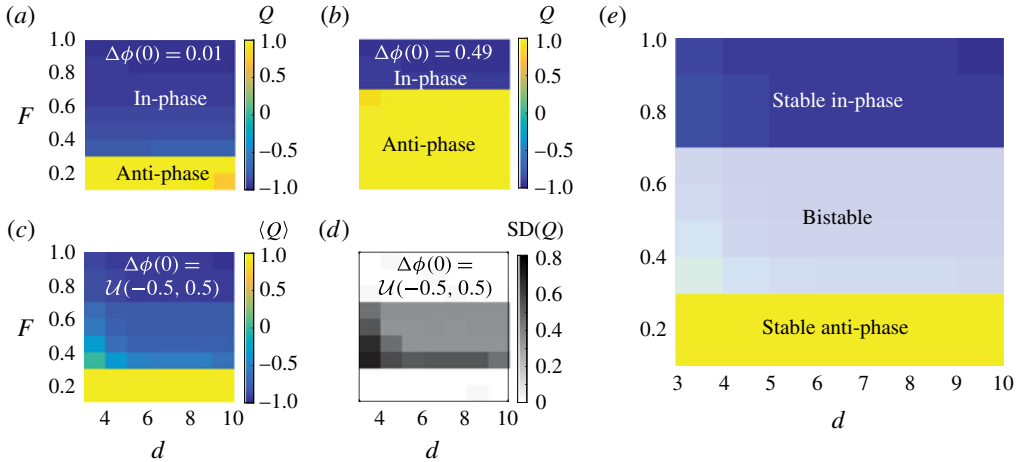 (a)
Q
1.0
0.8
0.6
0.4
0.2
F
Δϕ(0) = 0.01
In-phase
Anti-phase
1.0
0.5
0
−0.5
−1.0
(b)
Q
Δϕ(0) = 0.49
In-phase
Anti-phase
1.0
0.5
0
−0.5
−1.0
(c)
⟨Q⟩
1.0
0.8
0.6
0.4
0.2
F
Δϕ(0) =
𝒰(−0.5, 0.5)
4
6
8
10
d
1.0
0.5
0
−0.5
−1.0
(d)
SD(Q)
Δϕ(0) =
𝒰(−0.5, 0.5)
4
6
8
10
d
0.8
0.6
0.4
0.2
0
(e)
1.0
0.8
0.6
0.4
0.2
Stable in-phase
Bistable
Stable anti-phase
3
4
5
6
7
8
9
10
d